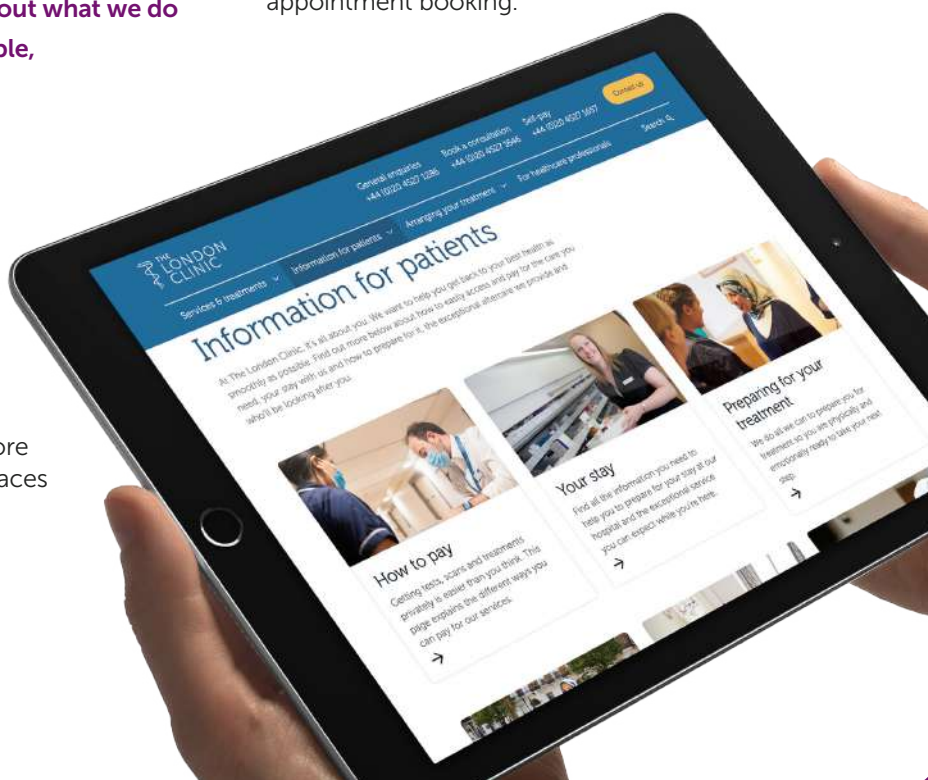 out what we do
ple,
appointment booking.
ore
aces
General enquiries
+44 (0)20 4527 1286
Book a consultation
+44 (0)20 4527 1646
Self-pay
+44 (0)20 4527 1657
Contact us
THE
LONDON
CLINIC
Services & treatments
Information for patients
Arranging your treatment
For healthcare professionals
Search
Information for patients
At The London Clinic, it's all about you. We want to help you get back to your best health as
smoothly as possible. Find out more below about how to easily access and pay for the care you
need, your stay with us and how to prepare for it, the exceptional aftercare we provide and
who'll be looking after you.
How to pay
Getting tests, scans and treatments
privately is easier than you think. This
page explains the different ways you
can pay for our services.
→
Your stay
Find all the information you need to
help you to prepare for your stay at our
hospital and the exceptional service
you can expect while you're here.
→
Preparing for your
treatment
We do all we can to prepare you for
treatment so you are physically and
emotionally ready to take your next
step.
→